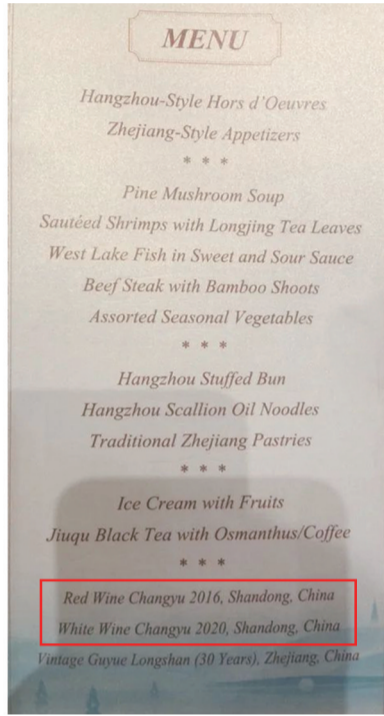 MENU
Hangzhou-Style Hors d'Oeuvres
Zhejiang-Style Appetizers
* * *
Pine Mushroom Soup
Sautéed Shrimps with Longjing Tea Leaves
West Lake Fish in Sweet and Sour Sauce
Beef Steak with Bamboo Shoots
Assorted Seasonal Vegetables
* * *
Hangzhou Stuffed Bun
Hangzhou Scallion Oil Noodles
Traditional Zhejiang Pastries
* * *
Ice Cream with Fruits
Jiuqu Black Tea with Osmanthus/Coffee
* * *
Red Wine Changyu 2016, Shandong, China
White Wine Changyu 2020, Shandong, China
Vintage Guyue Longshan (30 Years), Zhejiang, China